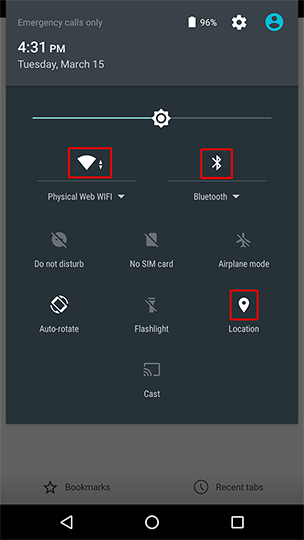 Emergency calls only
96%
4:31 PM
Tuesday, March 15
Physical Web WIFI
Bluetooth
Do not disturb
No SIM card
Airplane mode
Auto-rotate
Flashlight
Location
Cast
Bookmarks
Recent tabs